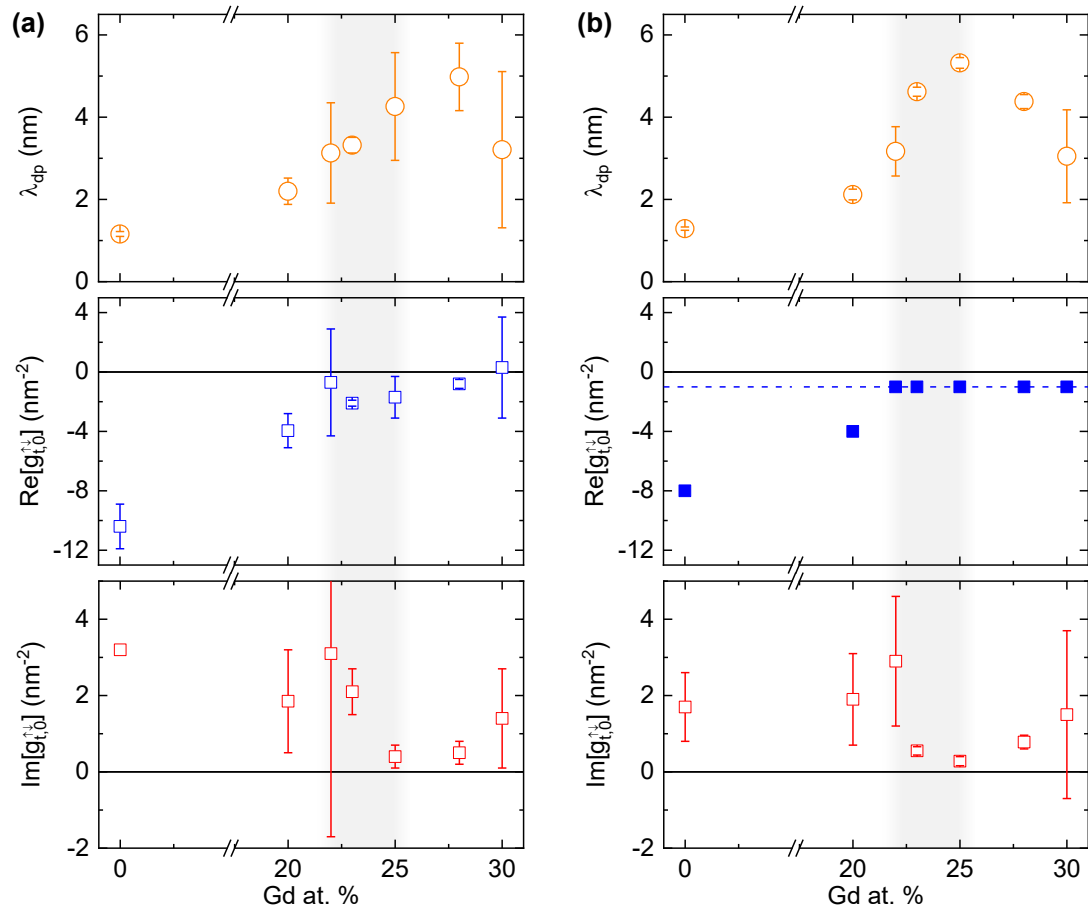 (a)
(b)
λdp (nm)
6
4
2
0
λdp (nm)
6
4
2
0
Re[g↑↓t,0] (nm-2)
4
0
-4
-8
-12
Re[g↑↓t,0] (nm-2)
4
0
-4
-8
-12
Im[g↑↓t,0] (nm-2)
4
2
0
-2
Im[g↑↓t,0] (nm-2)
4
2
0
-2
0 20 25 30
Gd at. %
0 20 25 30
Gd at. %